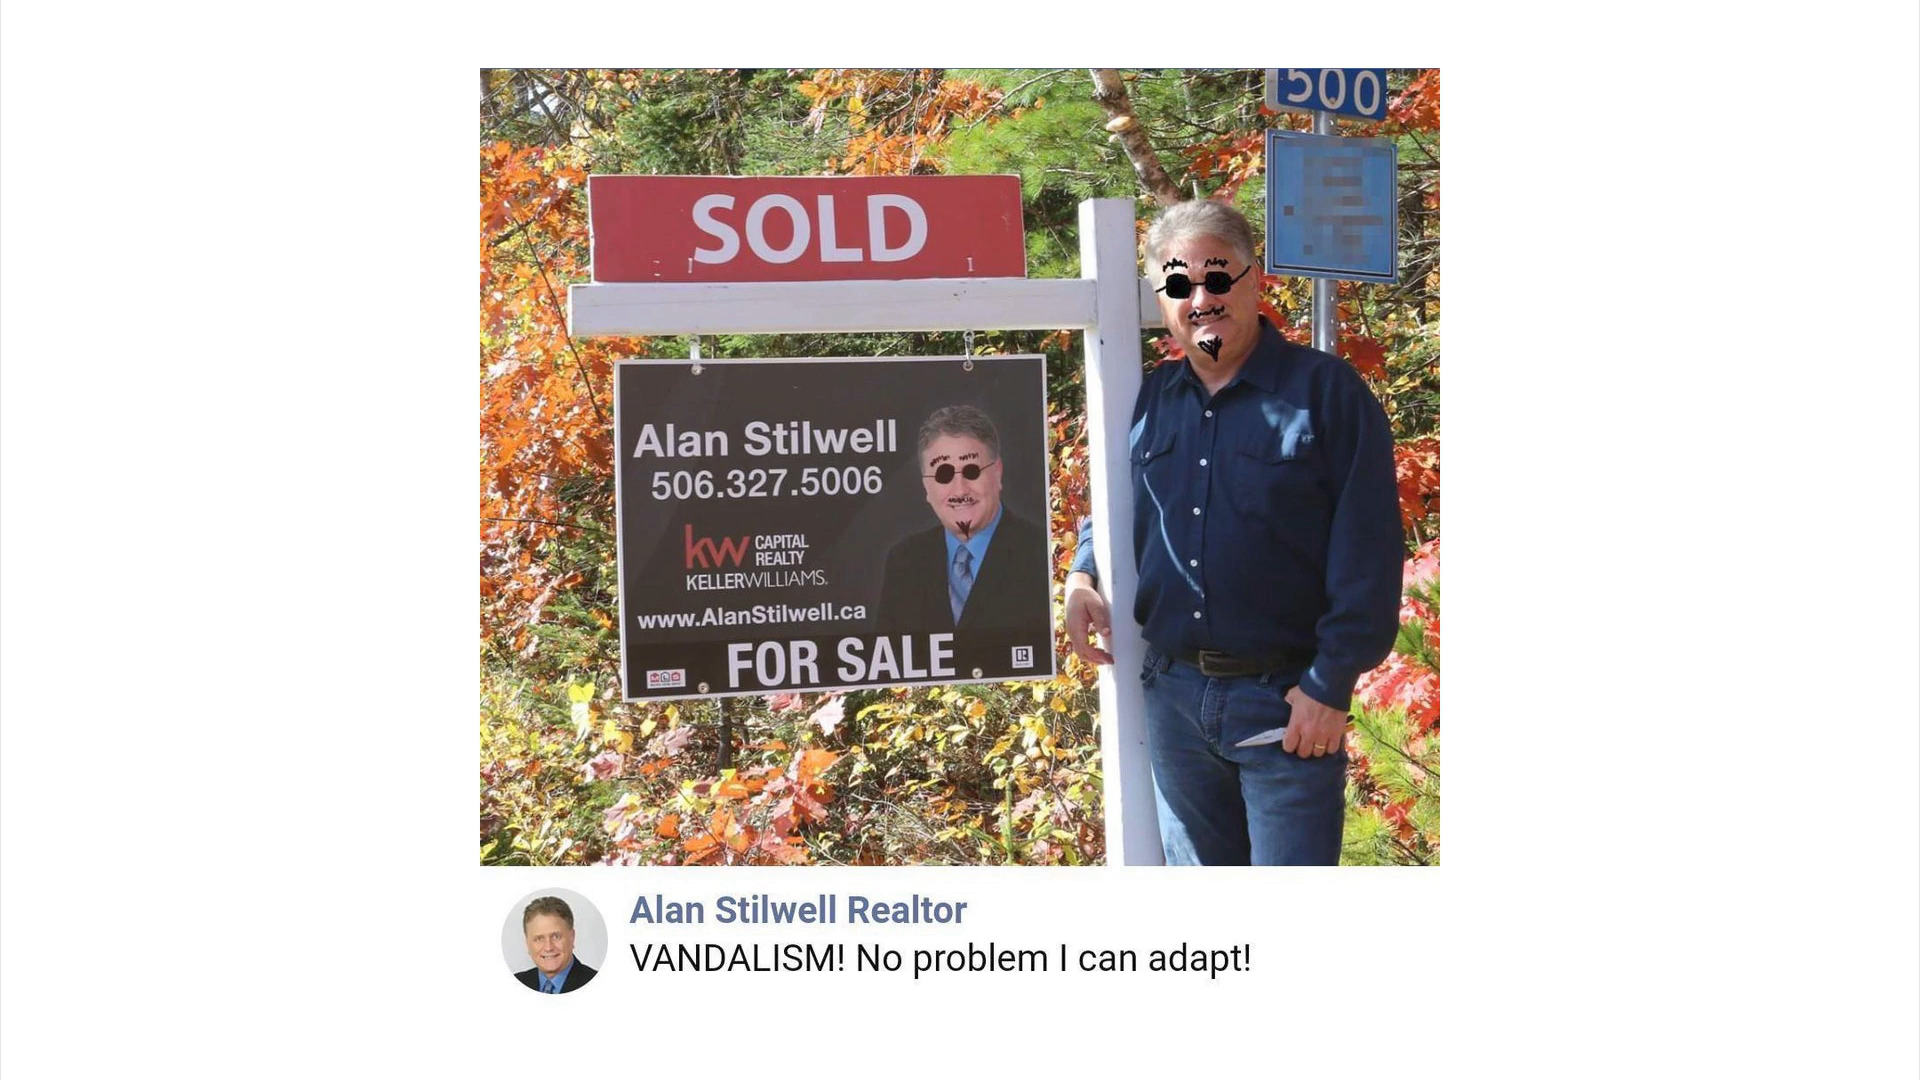 500
SOLD
Alan Stilwell
506.327.5006
kw CAPITAL
REALTY
KELLERWILLIAMS.
www.AlanStilwell.ca
FOR SALE
Alan Stilwell Realtor
VANDALISM! No problem I can adapt!